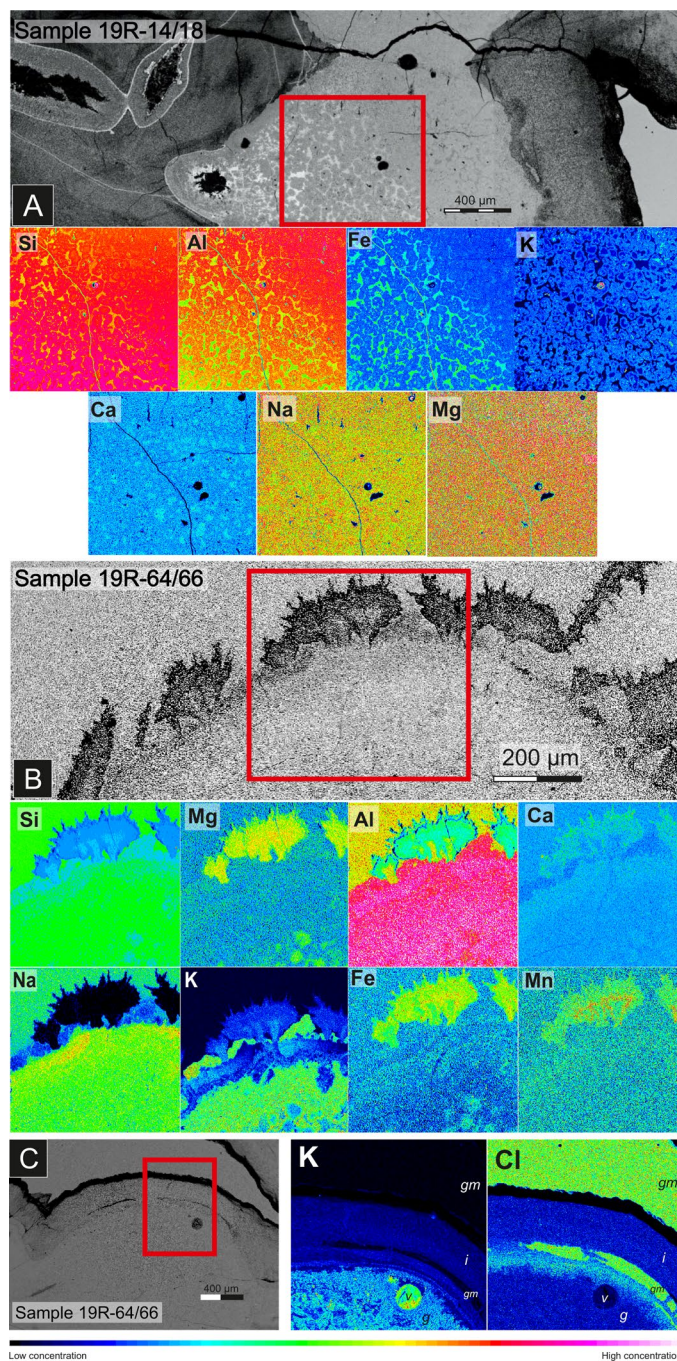 Sample 19R-14/18
A
400 µm
Si
Al
Fe
K
Ca
Na
Mg
Sample 19R-64/66
B
200 µm
Si
Mg
Al
Ca
Na
K
Fe
Mn
C
400 µm
Sample 19R-64/66
K
gm
i
gm
v
g
Cl
gm
i
gm
v
g
Low concentration
High concentratio